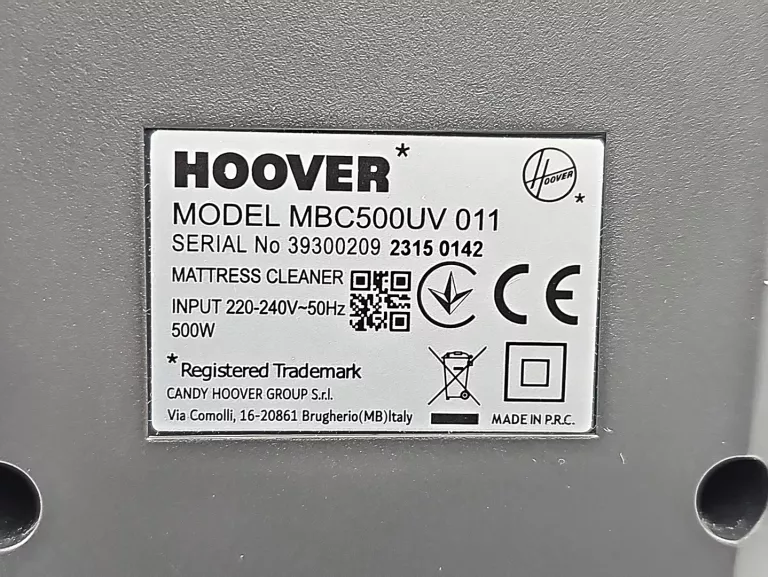 HOOVER*
HOOVER*
MODEL MBC500UV 011
SERIAL No 39300209 2315 0142
MATTRESS CLEANER
INPUT 220-240V~50Hz
500W
CE
* Registered Trademark
CANDY HOOVER GROUP S.r.l.
Via Comolli, 16-20861 Brugherio(MB)Italy
MADE IN P.R.C.